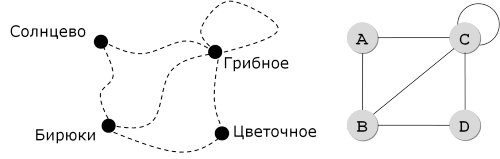 Солнцево
Грибное
Бирюки
Цветочное
A
C
B
D